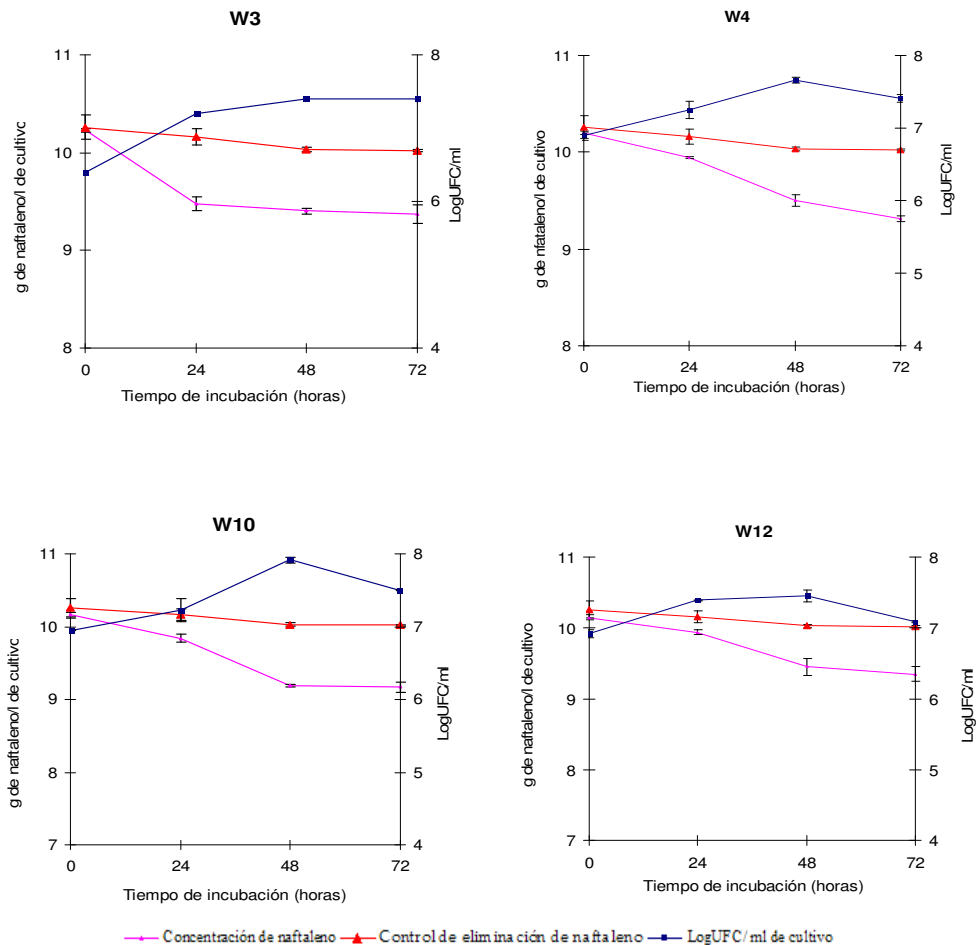 W3
11
10
9
8
8
6
4
0
24
48
72
g de naftaleno/l de cultivo
LogUFC/ml
Tiempo de incubación (horas)
W4
11
10
9
8
8
7
6
5
4
0
24
48
72
g de nfataleno/l de cultivo
LogUFC/ml
Tiempo de incubación (horas)
W10
11
10
9
8
7
8
7
6
5
4
0
24
48
72
g de naftaleno/l de cultivo
LogUFC/ml
Tiempo de incubación (horas)
W12
11
10
9
8
7
8
7
6
5
4
0
24
48
72
g de naftaleno/l de cultivo
LogUFC/ml
Tiempo de incubación (horas)
Concentración de naftaleno
Control de eliminación de naftaleno
LogUFC/ml de cultivo